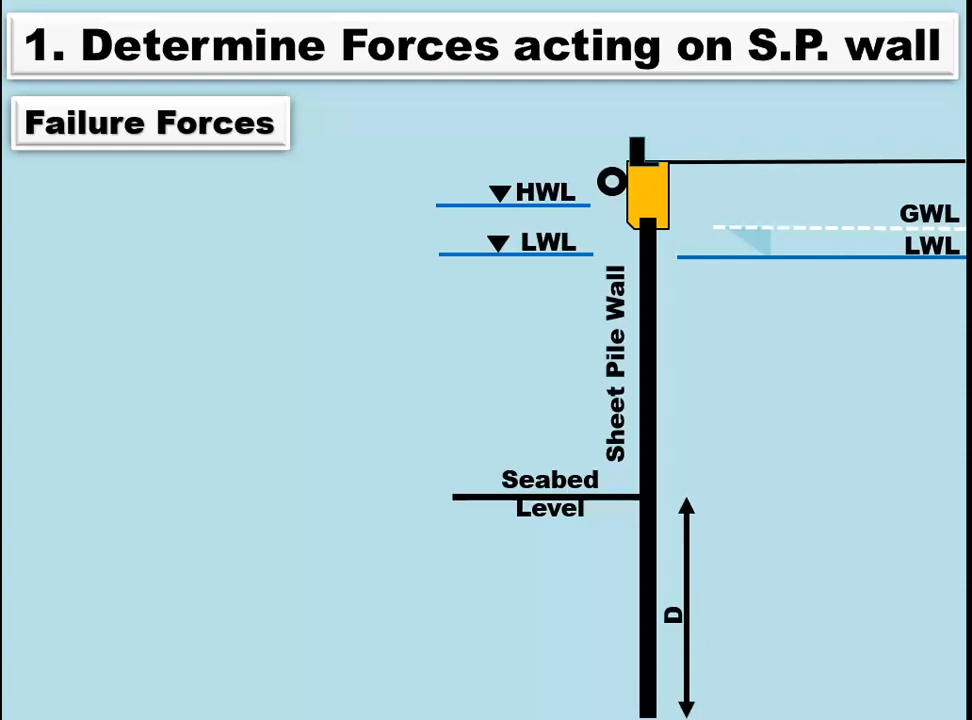 1. Determine Forces acting on S.P. wall
Failure Forces
HWL
GWL
LWL
LWL
Sheet Pile Wall
Seabed
Level
D